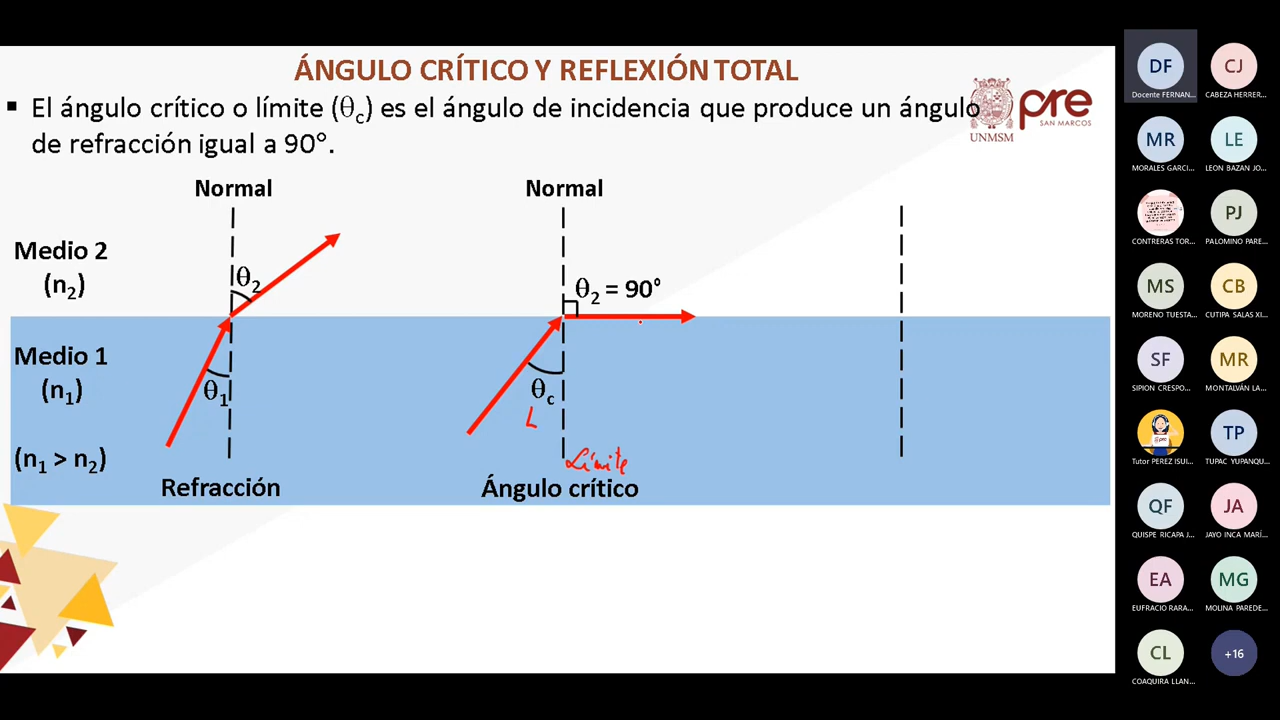 ÁNGULO CRÍTICO Y REFLEXIÓN TOTAL
▪ El ángulo crítico o límite (θc) es el ángulo de incidencia que produce un ángulo
de refracción igual a 90°.
pre
SAN MARCOS
UNMSM
Normal
Normal
Medio 2
(n₂)
θ₂
θ₂ = 90°
Medio 1
(n₁)
θ₁
θc
L
(n₁ > n₂)
Límite
Refracción
Ángulo crítico
DF
Docente FERNAN...
CJ
CABEZA HERRER...
MR
MORALES GARCI...
LE
LEON BAZAN JO...
CONTRERAS TOR...
PJ
PALOMINO PARE...
MS
MORENO TUESTA...
CB
CUTIPA SALAS XI...
SF
SIPION CRESPO...
MR
MONTALVÁN LA...
Tutor PEREZ ISUI...
TP
TUPAC YUPANQU...
QF
QUISPE RICAPA J...
JA
JAYO INCA MARÍ...
EA
EUFRACIO RARA...
MG
MOLINA PAREDE...
CL
COAQUIRA LLAN...
+16